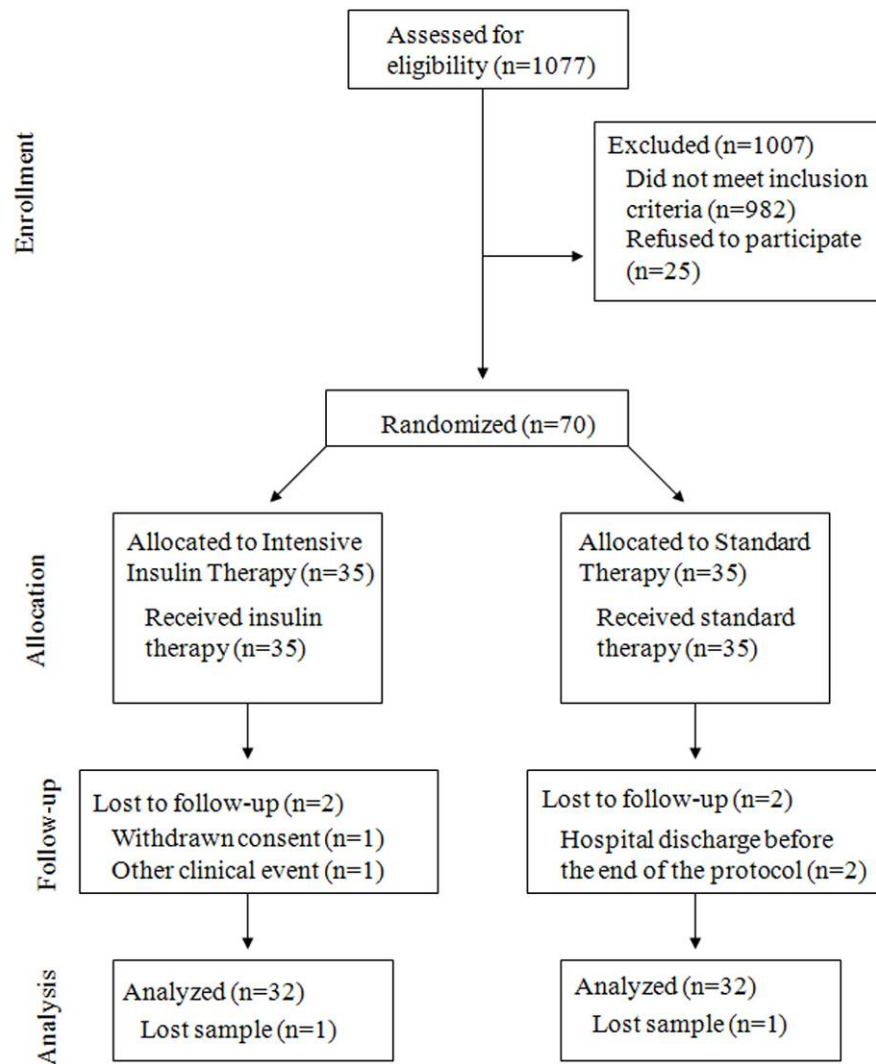 Assessed for
eligibility (n=1077)
Enrollment
Excluded (n=1007)
Did not meet inclusion
criteria (n=982)
Refused to participate
(n=25)
Randomized (n=70)
Allocation
Allocated to Intensive
Insulin Therapy (n=35)
Received insulin
therapy (n=35)
Allocated to Standard
Therapy (n=35)
Received standard
therapy (n=35)
Follow-up
Lost to follow-up (n=2)
Withdrawn consent (n=1)
Other clinical event (n=1)
Lost to follow-up (n=2)
Hospital discharge before
the end of the protocol (n=2)
Analysis
Analyzed (n=32)
Lost sample (n=1)
Analyzed (n=32)
Lost sample (n=1)